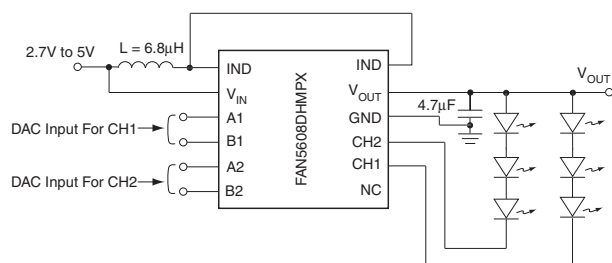 2.7V to 5V
L = 6.8μH
IND
VIN
A1
B1
A2
B2
DAC Input For CH1
DAC Input For CH2
FAN5608DHMPX
IND
VOUT
GND
CH2
CH1
NC
4.7μF
VOUT